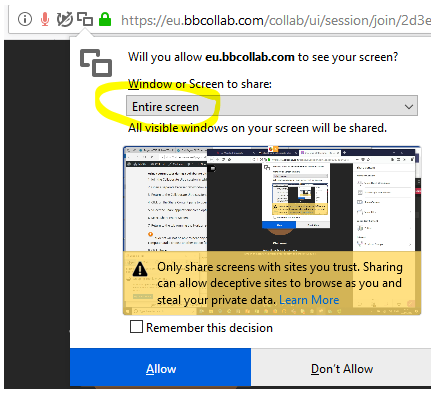 https://eu.bbcollab.com/collab/ui/session/join/2d3e
Will you allow eu.bbcollab.com to see your screen?
Window or Screen to share:
Entire screen
All visible windows on your screen will be shared.
Only share screens with sites you trust. Sharing
can allow deceptive sites to browse as you and
steal your private data. Learn More
Remember this decision
Allow
Don't Allow